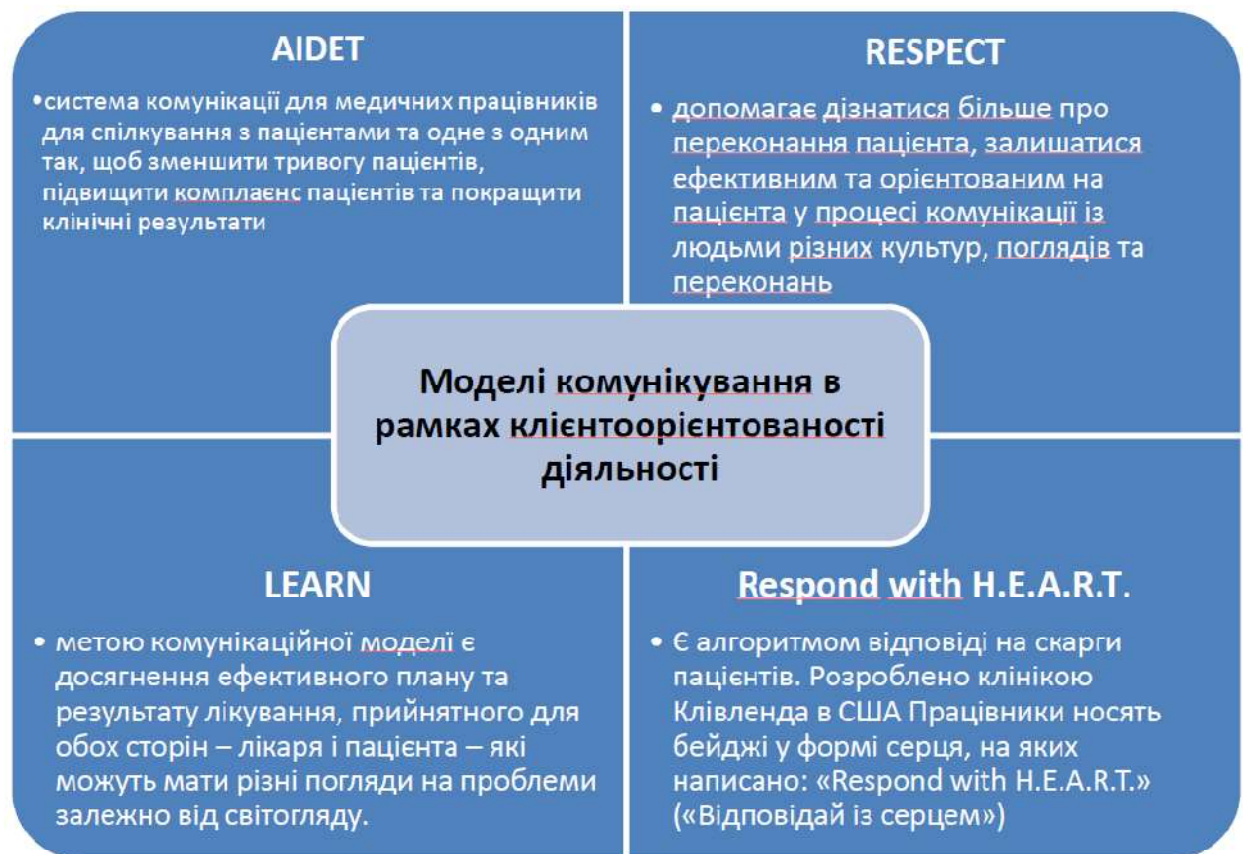 AIDET
•система комунікації для медичних працівників
для спілкування з пацієнтами та одне з одним
так, щоб зменшити тривогу пацієнтів,
підвищити комплаєнс пацієнтів та покращити
клінічні результати
RESPECT
• допомагає дізнатися більше про
переконання пацієнта, залишатися
ефективним та орієнтованим на
пацієнта у процесі комунікації із
людьми різних культур, поглядів та
переконань
Моделі комунікування в
рамках клієнтоорієнтованості
діяльності
LEARN
• метою комунікаційної моделї є
досягнення ефективного плану та
результату лікування, прийнятного для
обох сторін – лікаря і пацієнта – які
можуть мати різні погляди на проблеми
залежно від світогляду.
Respond with H.E.A.R.T.
• Є алгоритмом відповіді на скарги
пацієнтів. Розроблено клінікою
Клівленда в США Працівники носять
бейджі у формі серця, на яких
написано: «Respond with H.E.A.R.T.»
(«Відповідай із серцем»)